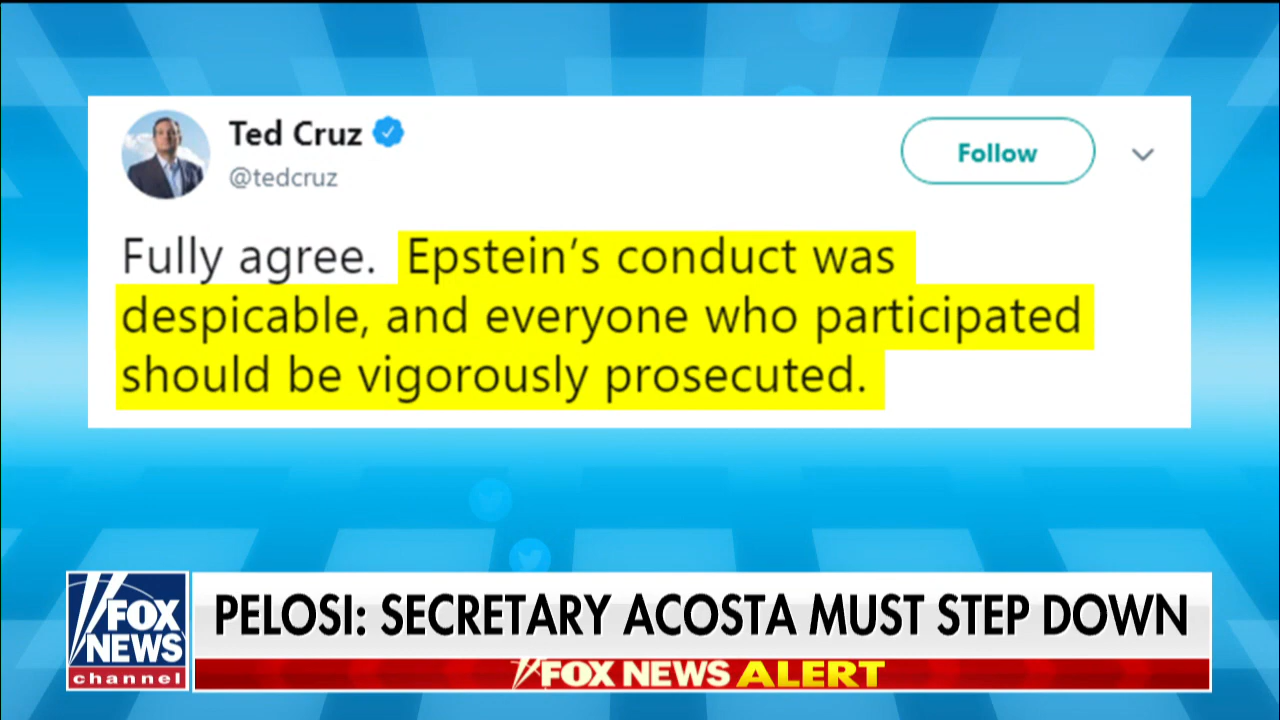 Ted Cruz
@tedcruz
Follow
Fully agree. Epstein's conduct was
despicable, and everyone who participated
should be vigorously prosecuted.
FOX
NEWS
channel
PELOSI: SECRETARY ACOSTA MUST STEP DOWN
FOX NEWS ALERT